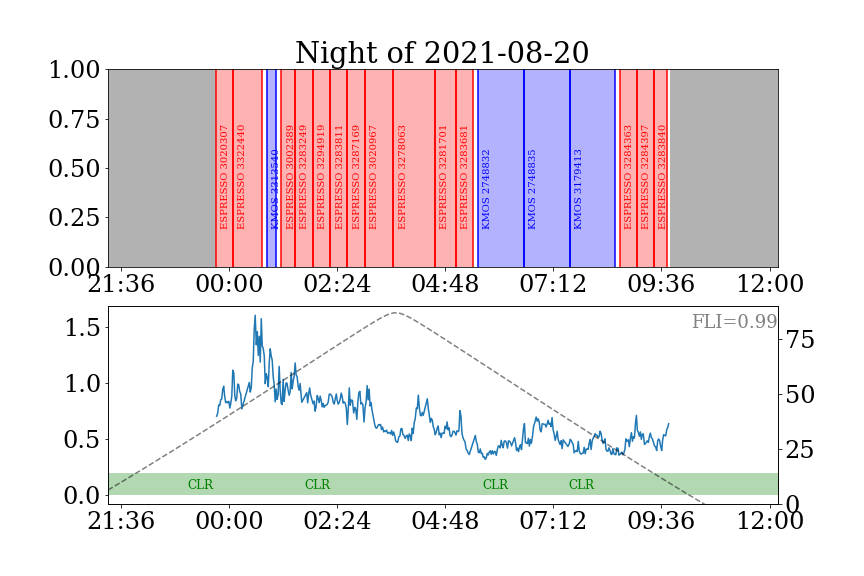 Night of 2021-08-20
1.00
0.75
0.50
0.25
0.00
ESPRESSO 3020307
ESPRESSO 3322440
KMOS 3313540
ESPRESSO 3002389
ESPRESSO 3283249
ESPRESSO 3294919
ESPRESSO 3283811
ESPRESSO 3287169
ESPRESSO 3020967
ESPRESSO 3278063
ESPRESSO 3281701
ESPRESSO 3283681
KMOS 2748832
KMOS 2748835
KMOS 3179413
ESPRESSO 3284363
ESPRESSO 3284397
ESPRESSO 3283840
21:36 00:00 02:24 04:48 07:12 09:36 12:00
FLI=0.99
1.5
1.0
0.5
0.0
75
50
25
0
CLR CLR CLR CLR
21:36 00:00 02:24 04:48 07:12 09:36 12:00